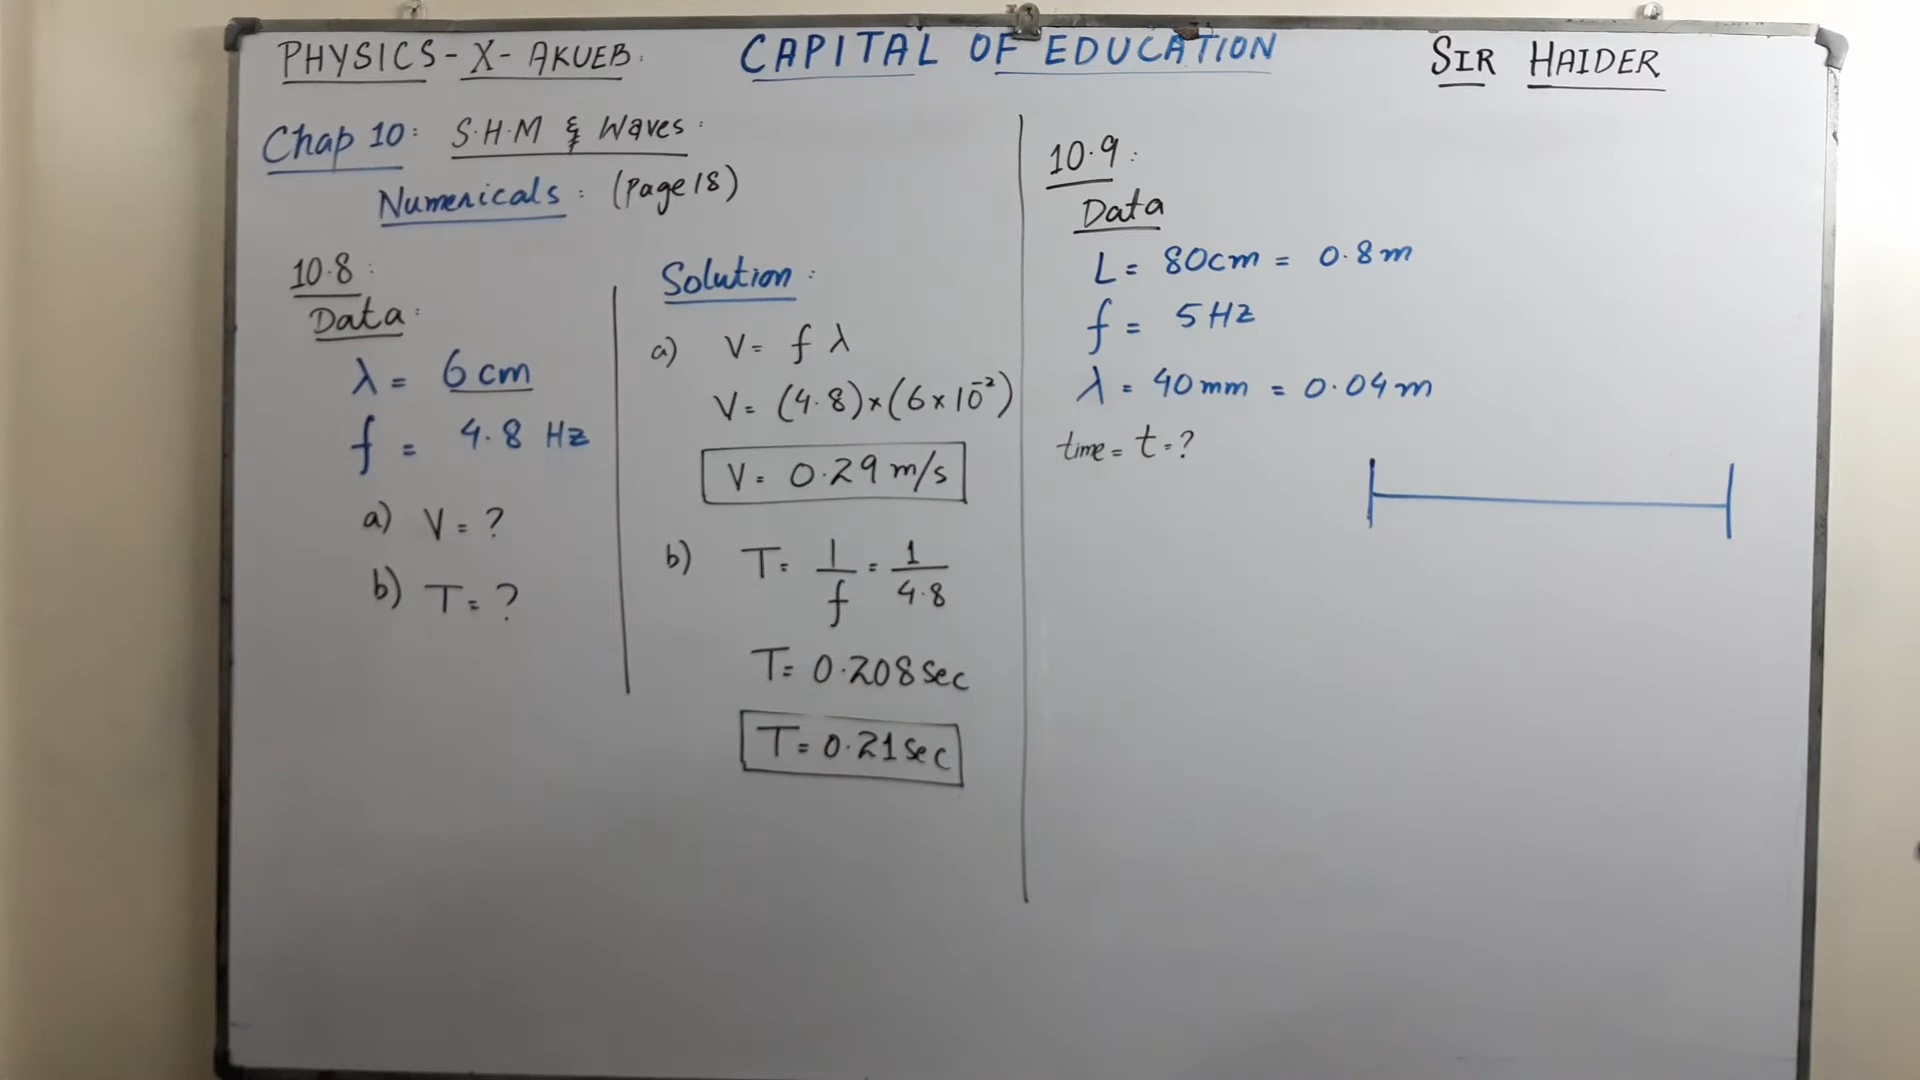 PHYSICS - X - AKUEB.
CAPITAL OF EDUCATION
SIR HAIDER
Chap 10: S.H.M & Waves:
Numericals: (Page 18)
10.8:
Data:
λ = 6 cm
f = 4.8 Hz
a) V = ?
b) T = ?
Solution:
a) V = f λ
V = (4.8)×(6×10⁻²)
V = 0.29 m/s
b) T = 1/f = 1/4.8
T = 0.208 sec
T = 0.21 sec
10.9:
Data
L = 80cm = 0.8m
f = 5 Hz
λ = 40mm = 0.04m
time = t = ?